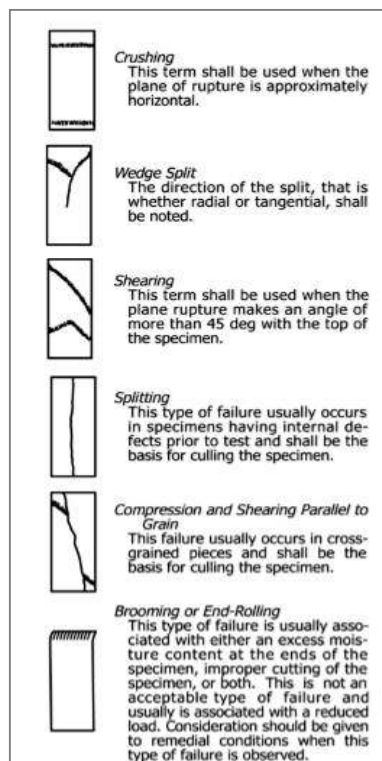 Crushing
This term shall be used when the
plane of rupture is approximately
horizontal.
Wedge Split
The direction of the split, that is
whether radial or tangential, shall
be noted.
Shearing
This term shall be used when the
plane rupture makes an angle of
more than 45 deg with the top of
the specimen.
Splitting
This type of failure usually occurs
in specimens having internal de-
fects prior to test and shall be the
basis for culling the specimen.
Compression and Shearing Parallel to
Grain
This failure usually occurs in cross-
grained pieces and shall be the
basis for culling the specimen.
Brooming or End-Rolling
This type of failure is usually asso-
ciated with either an excess mois-
ture content at the ends of the
specimen, improper cutting of the
specimen, or both. This is not an
acceptable type of failure and
usually is associated with a reduced
load. Consideration should be given
to remedial conditions when this
type of failure is observed.